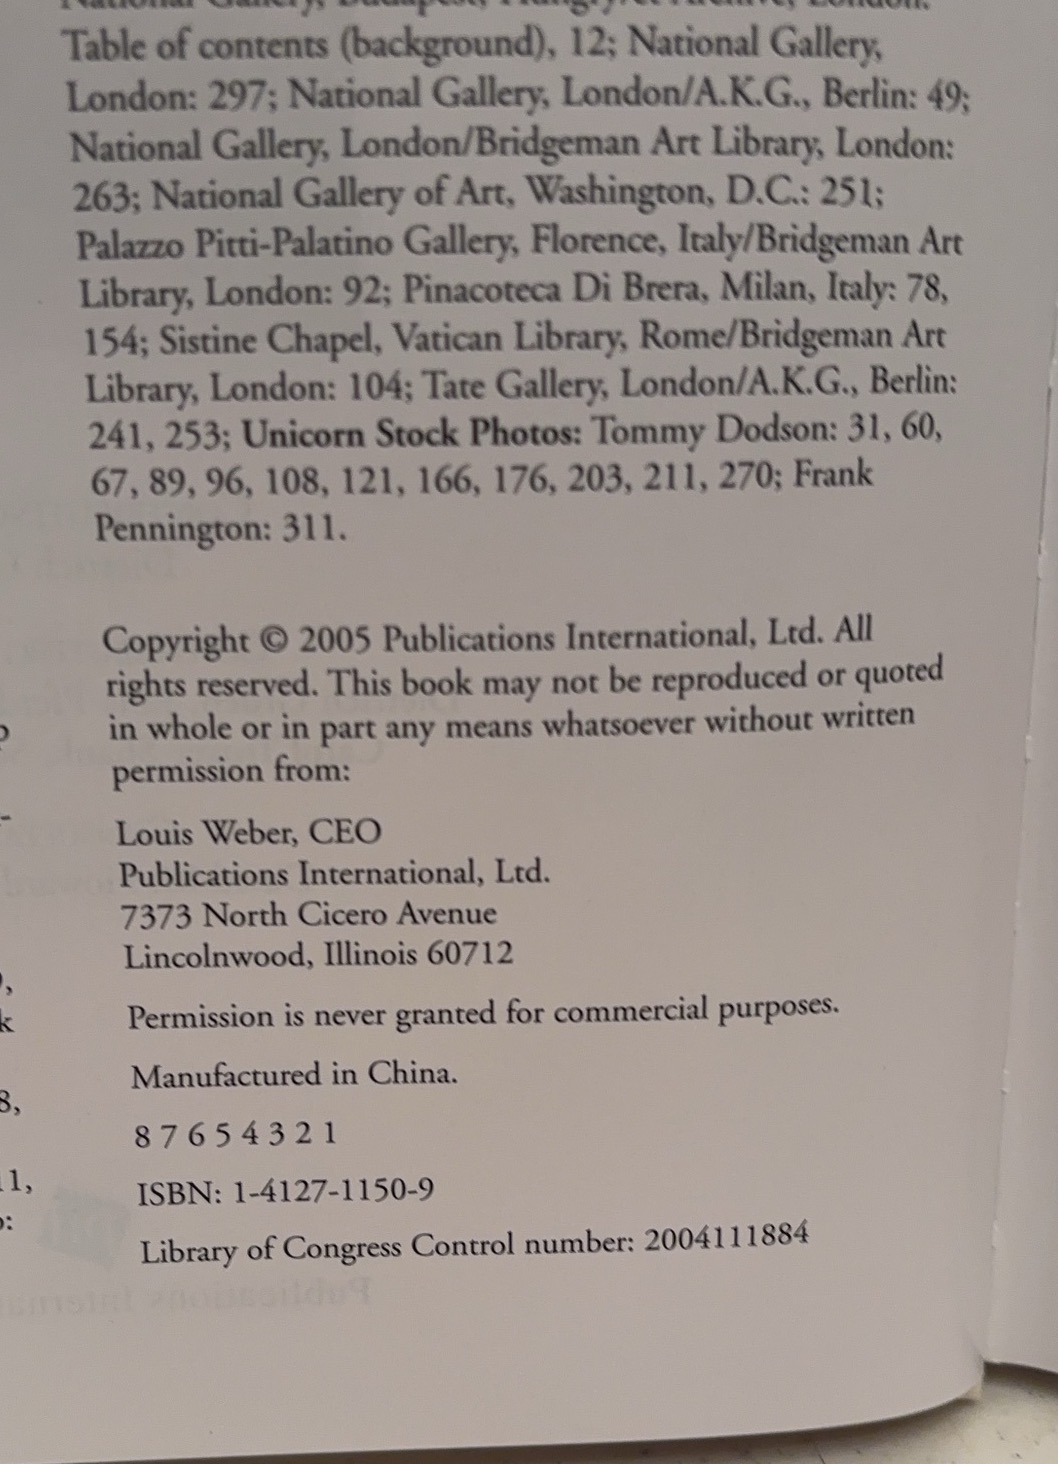 National Gallery, Budapest, Hungry/et Archive, London:
Table of contents (background), 12; National Gallery,
London: 297; National Gallery, London/A.K.G., Berlin: 49;
National Gallery, London/Bridgeman Art Library, London:
263; National Gallery of Art, Washington, D.C.: 251;
Palazzo Pitti-Palatino Gallery, Florence, Italy/Bridgeman Art
Library, London: 92; Pinacoteca Di Brera, Milan, Italy: 78,
154; Sistine Chapel, Vatican Library, Rome/Bridgeman Art
Library, London: 104; Tate Gallery, London/A.K.G., Berlin:
241, 253; Unicorn Stock Photos: Tommy Dodson: 31, 60,
67, 89, 96, 108, 121, 166, 176, 203, 211, 270; Frank
Pennington: 311.
Copyright © 2005 Publications International, Ltd. All
rights reserved. This book may not be reproduced or quoted
in whole or in part any means whatsoever without written
permission from:
Louis Weber, CEO
Publications International, Ltd.
7373 North Cicero Avenue
Lincolnwood, Illinois 60712
Permission is never granted for commercial purposes.
Manufactured in China.
8 7 6 5 4 3 2 1
ISBN: 1-4127-1150-9
Library of Congress Control number: 2004111884